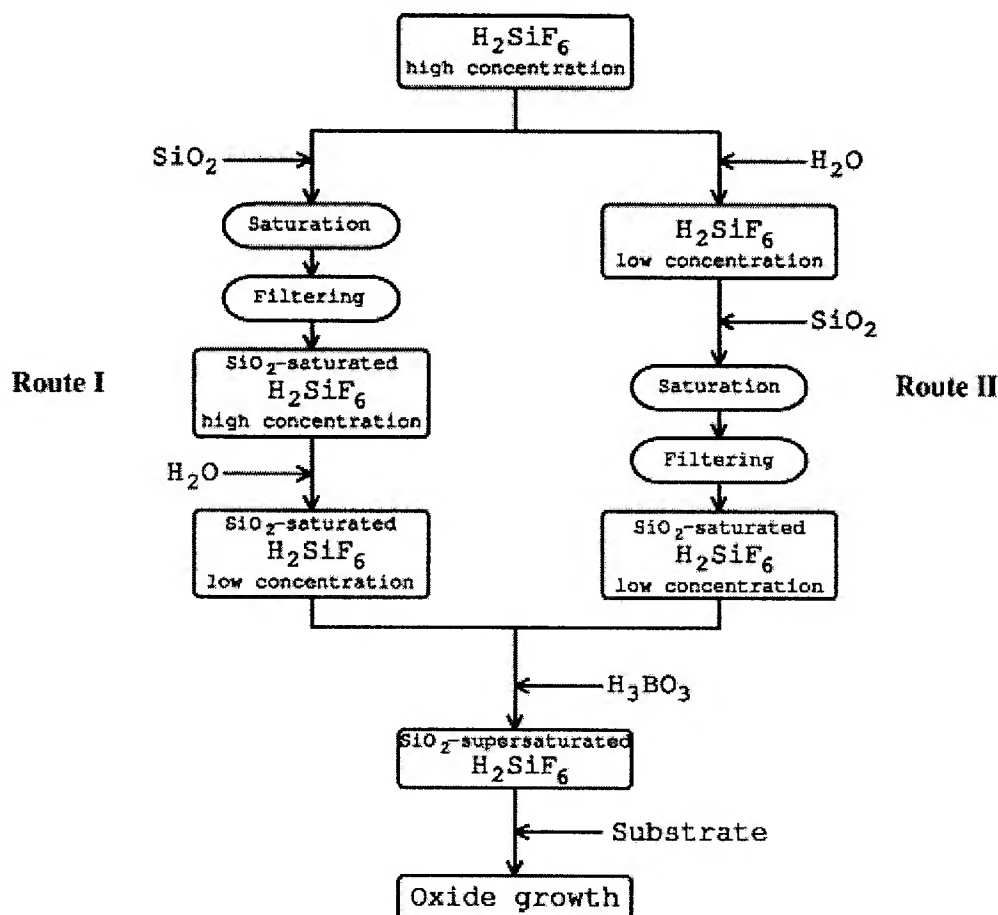 H₂SiF₆
high concentration
SiO₂
H₂O
Saturation
H₂SiF₆
low concentration
Filtering
SiO₂
SiO₂-saturated
H₂SiF₆
high concentration
Route I
Saturation
Route II
H₂O
Filtering
SiO₂-saturated
H₂SiF₆
low concentration
SiO₂-saturated
H₂SiF₆
low concentration
H₃BO₃
SiO₂-supersaturated
H₂SiF₆
Substrate
Oxide growth